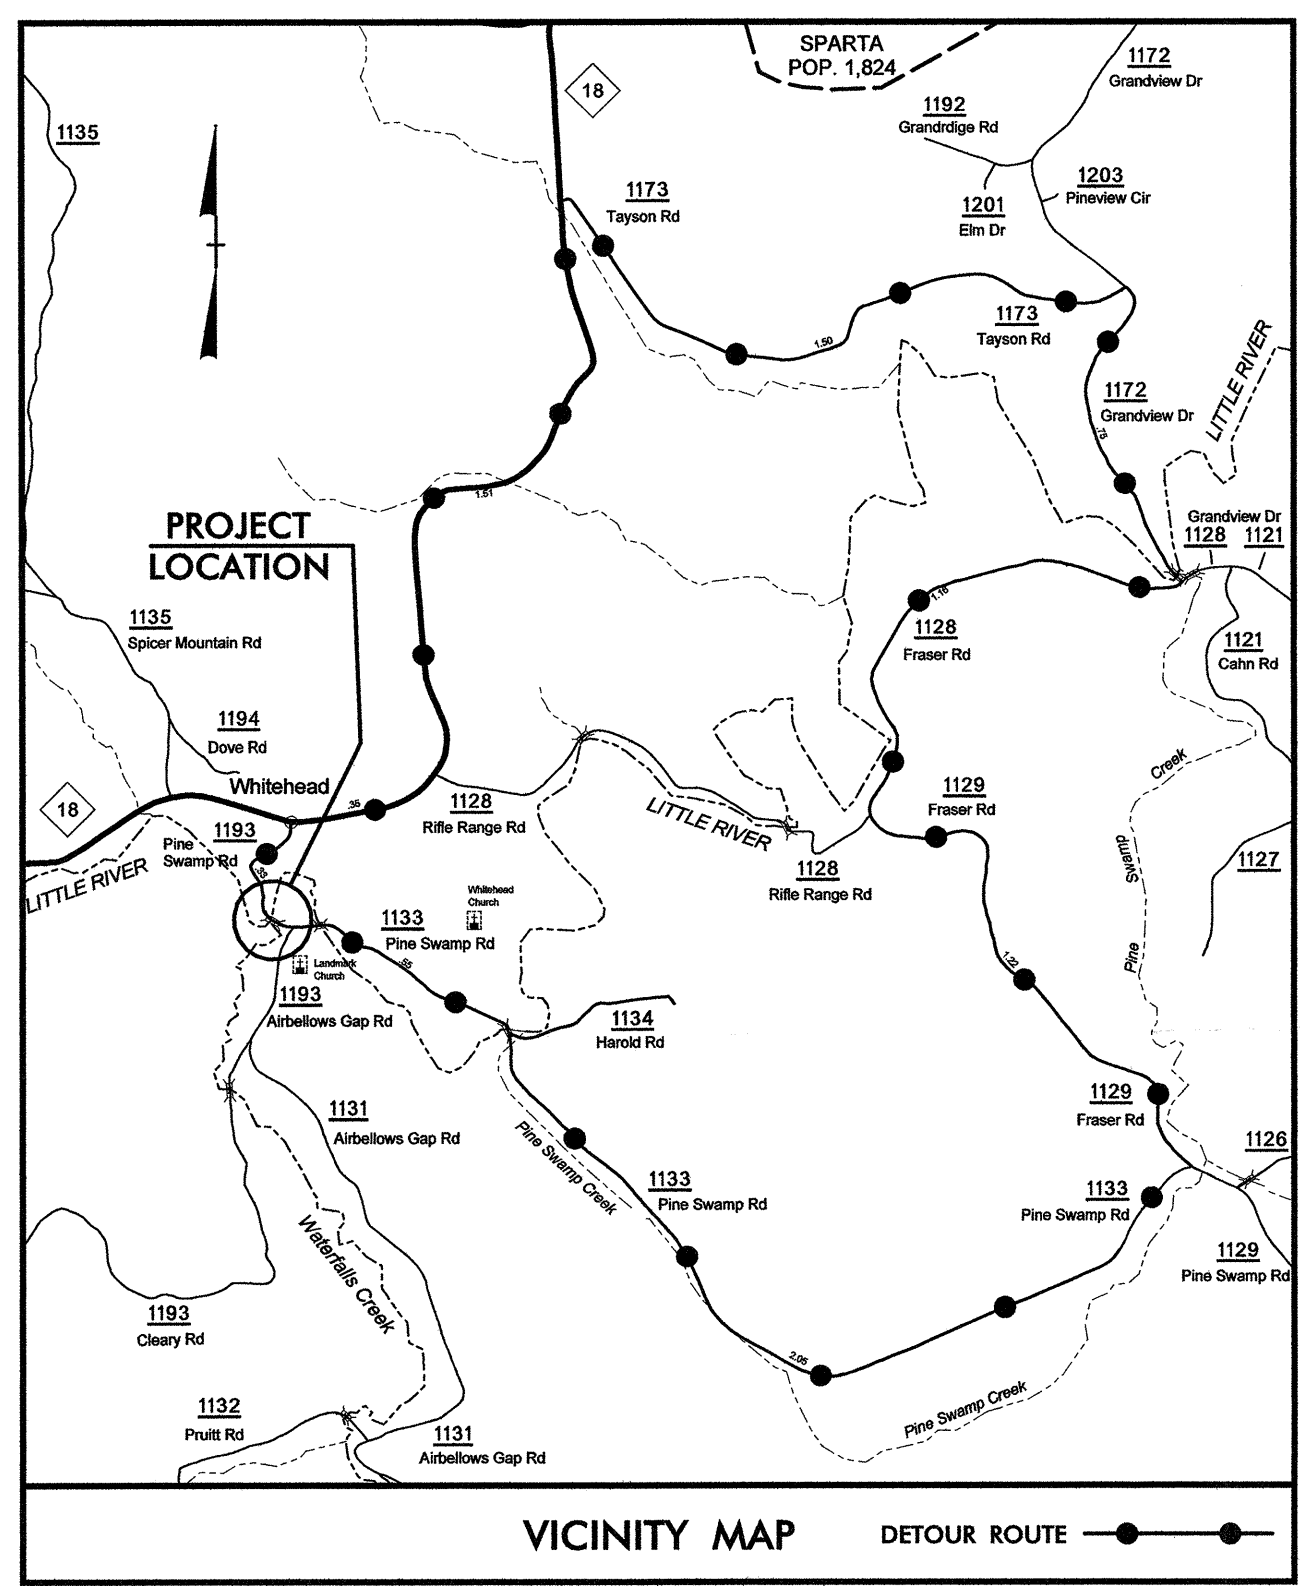 SPARTA
POP. 1,824
1172
Grandview Dr
18
1192
Grandrdige Rd
1135
1173
Tayson Rd
1203
Pineview Cir
1201
Elm Dr
1173
Tayson Rd
1.50
LITTLE RIVER
1172
Grandview Dr
.75
1.51
PROJECT
LOCATION
Grandview Dr
1128
1121
1135
Spicer Mountain Rd
1.16
1128
Fraser Rd
1121
Cahn Rd
1194
Dove Rd
Whitehead
18
.35
1128
Rifle Range Rd
LITTLE RIVER
1129
Fraser Rd
Creek
Swamp
Pine
1193
Pine
Swamp Rd
LITTLE RIVER
1128
Rifle Range Rd
1127
Whitehead
Church
1133
Pine Swamp Rd
.55
Landmark
Church
1193
Airbellows Gap Rd
1.22
1134
Harold Rd
1131
Airbellows Gap Rd
1129
Fraser Rd
1126
Pine Swamp Creek
1133
Pine Swamp Rd
1133
Pine Swamp Rd
1129
Pine Swamp Rd
Waterfalls Creek
1193
Cleary Rd
2.05
1132
Pruitt Rd
Pine Swamp Creek
1131
Airbellows Gap Rd
VICINITY MAP
DETOUR ROUTE